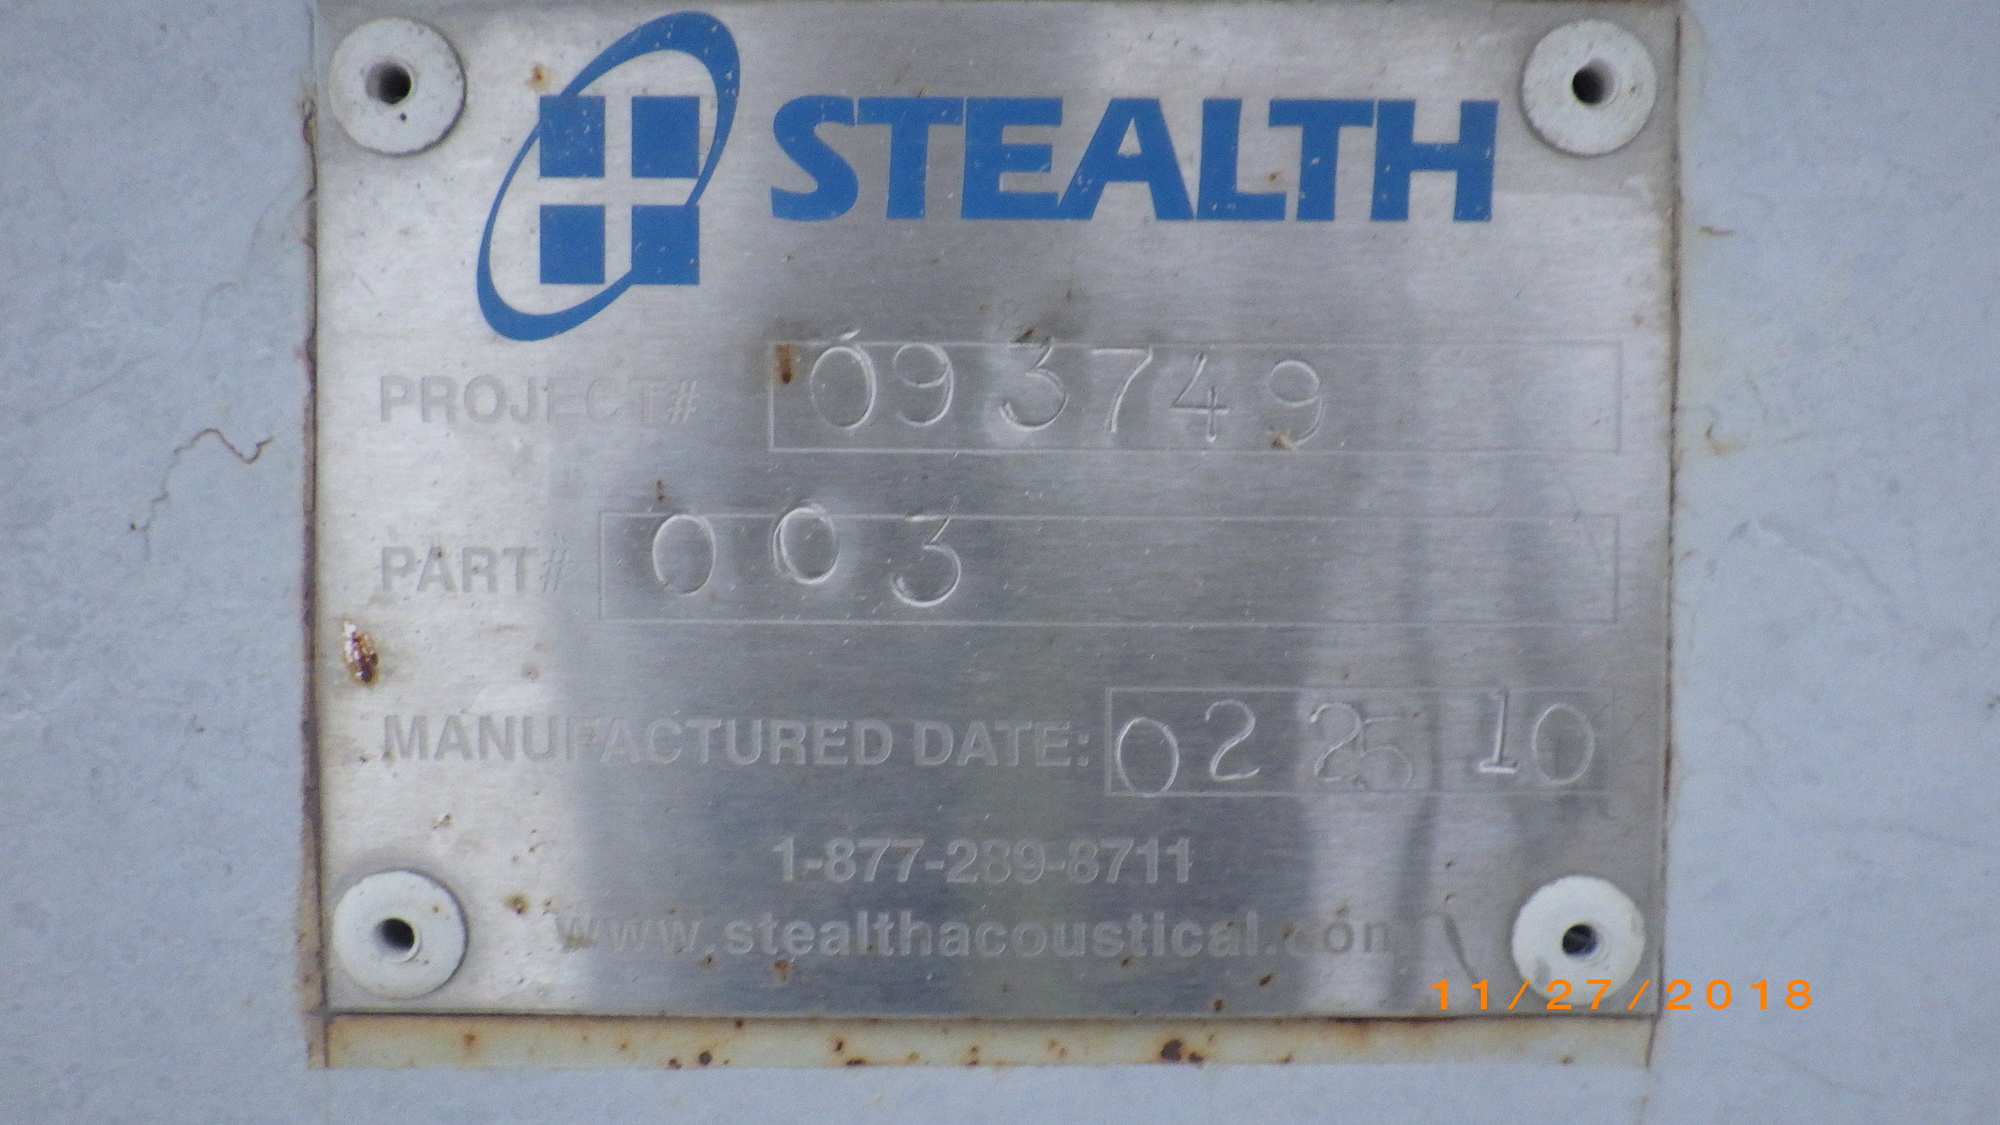 STEALTH
PROJECT# 093749
PART# 003
MANUFACTURED DATE: 02 25 10
1-877-289-8711
www.stealthacoustical.com
11/27/2018